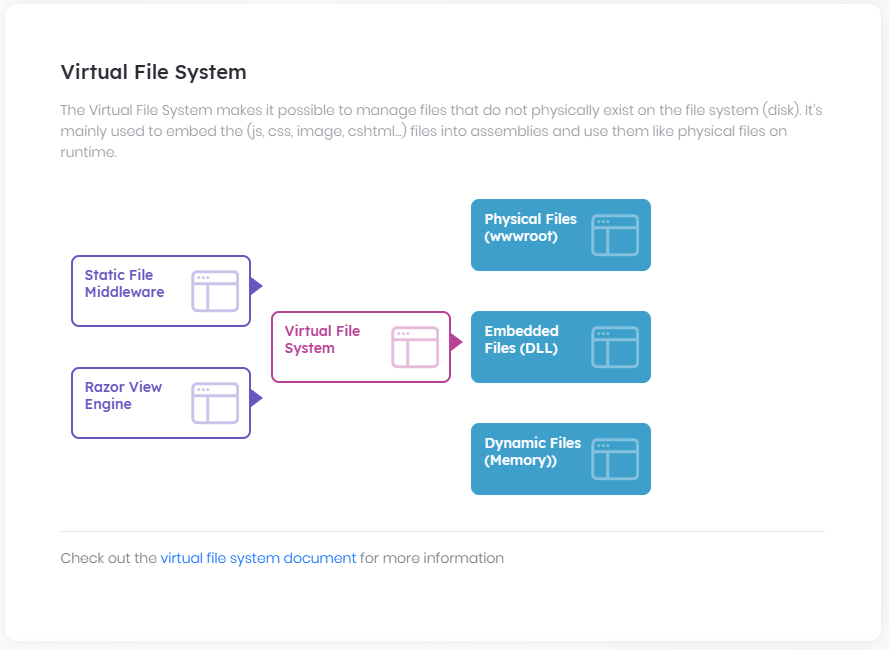 Virtual File System
The Virtual File System makes it possible to manage files that do not physically exist on the file system (disk). It's
mainly used to embed the (js, css, image, cshtml...) files into assemblies and use them like physical files on
runtime.
Physical Files
(wwwroot)
Static File
Middleware
Virtual File
System
Embedded
Files (DLL)
Razor View
Engine
Dynamic Files
(Memory))
Check out the virtual file system document for more information